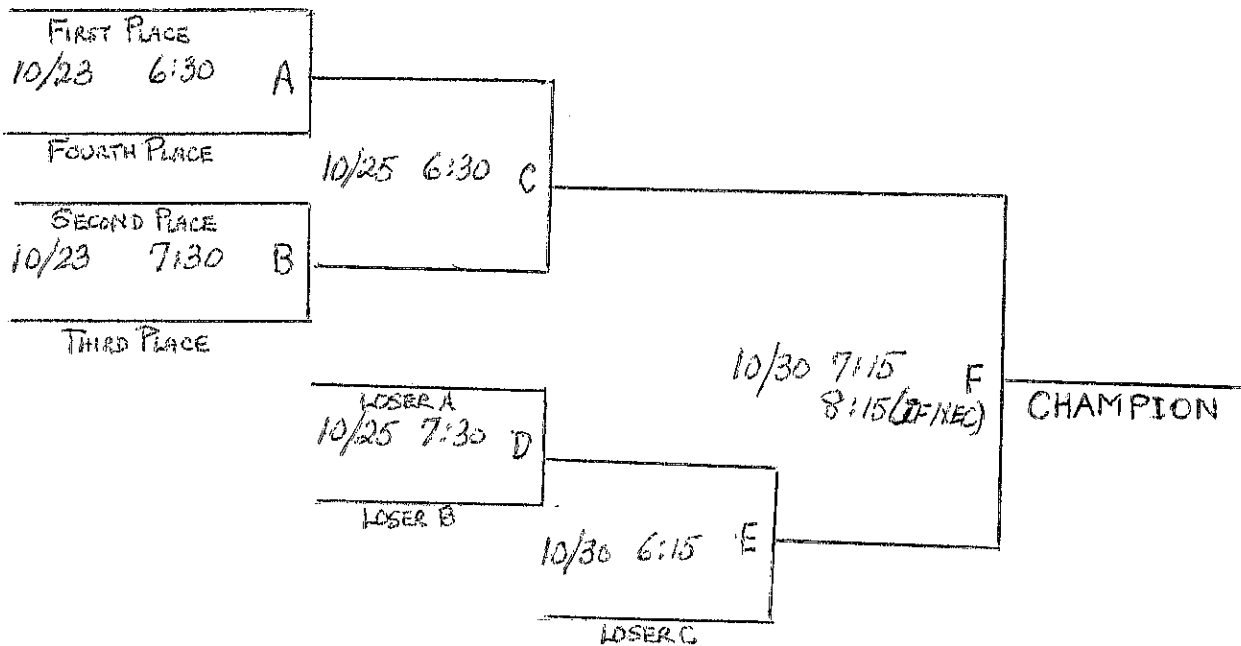 FIRST PLACE
10/23 6:30 A
FOURTH PLACE
10/25 6:30 C
SECOND PLACE
10/23 7:30 B
THIRD PLACE
LOSER A
10/25 7:30 D
LOSER B
10/30 6:15 E
LOSER C
10/30 7:15 F
8:15 (IF NEC)
CHAMPION